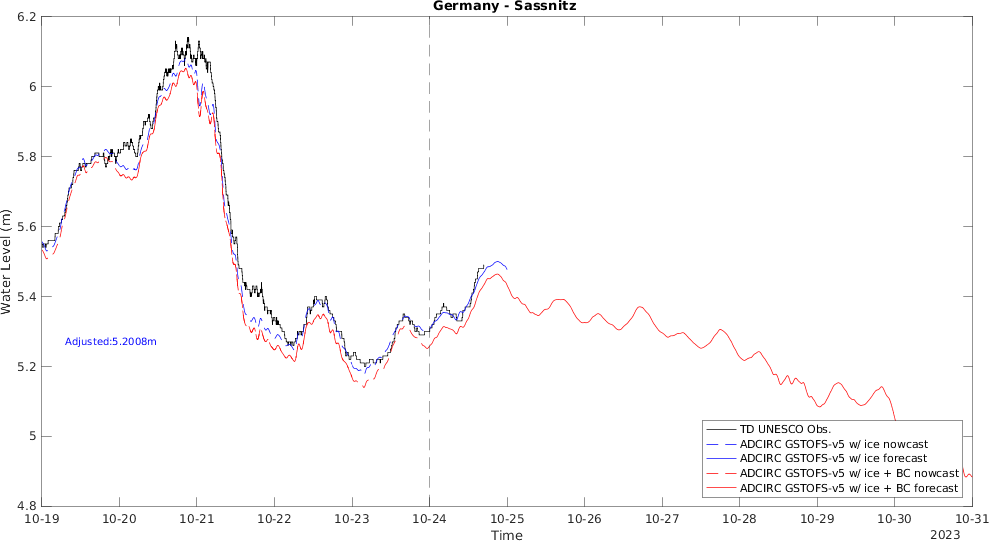 Germany - Sassnitz
6.2
6
5.8
5.6
5.4
5.2
5
4.8
Water Level (m)
Adjusted:5.2008m
TD UNESCO Obs.
ADCIRC GSTOFS-v5 w/ ice nowcast
ADCIRC GSTOFS-v5 w/ ice forecast
ADCIRC GSTOFS-v5 w/ ice + BC nowcast
ADCIRC GSTOFS-v5 w/ ice + BC forecast
10-19 10-20 10-21 10-22 10-23 10-24 10-25 10-26 10-27 10-28 10-29 10-30 10-31
Time
2023